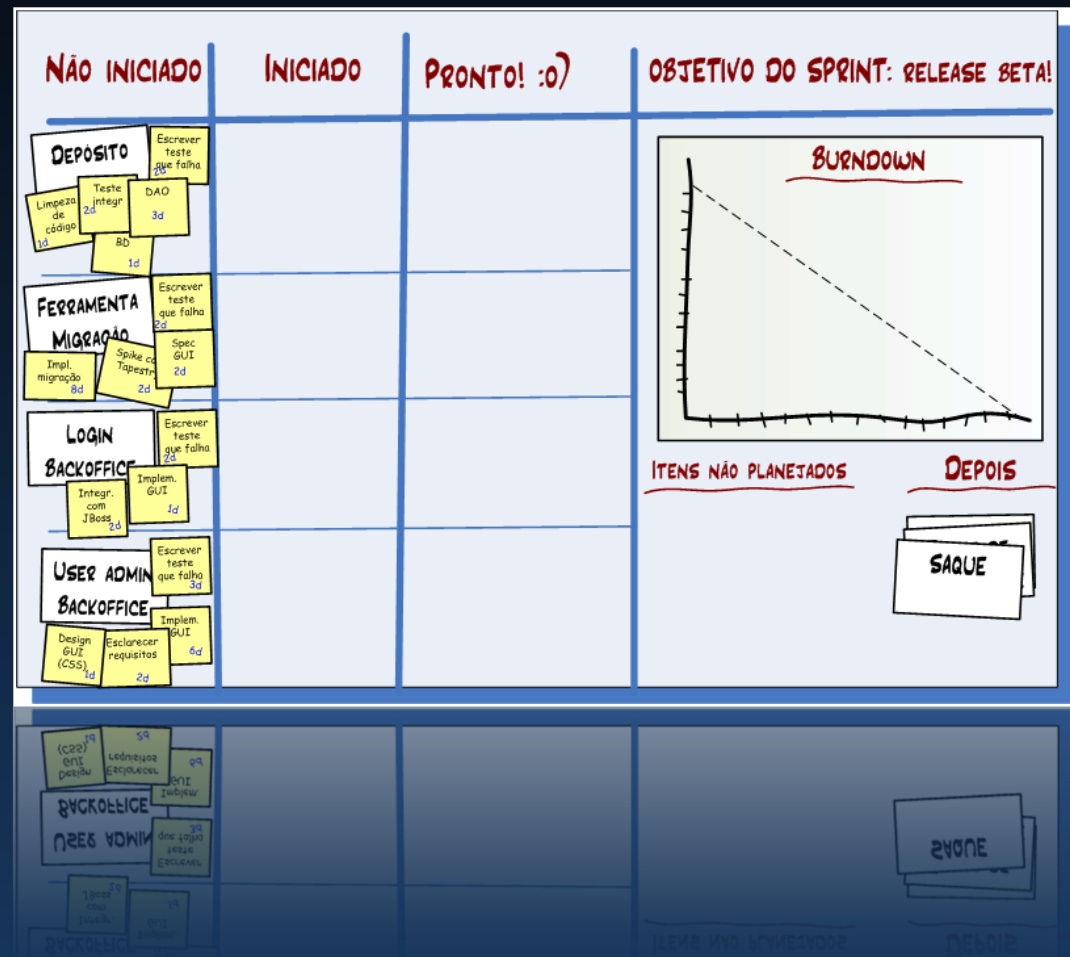 NÃO INICIADO
INICIADO
PRONTO! :o)
OBJETIVO DO SPRINT: RELEASE BETA!
DEPÓSITO
Escrever
teste
que falha
2d
Limpeza
de
código
1d
Teste
integr
2d
DAO
3d
BD
1d
FERRAMENTA
MIGRAÇÃO
Escrever
teste
que falha
2d
Impl.
migração
8d
Spike
2d
Spec
GUI
2d
LOGIN
BACKOFFICE
Escrever
teste
que falha
2d
Integr.
com
JBoss
2d
Implem.
GUI
1d
USER ADMIN
BACKOFFICE
Escrever
teste
que falha
3d
Implem.
GUI
6d
Design
GUI
(CSS)
1d
Esclarecer
requisitos
2d
BURNDOWN
ITENS NÃO PLANEJADOS
DEPOIS
SAQUE